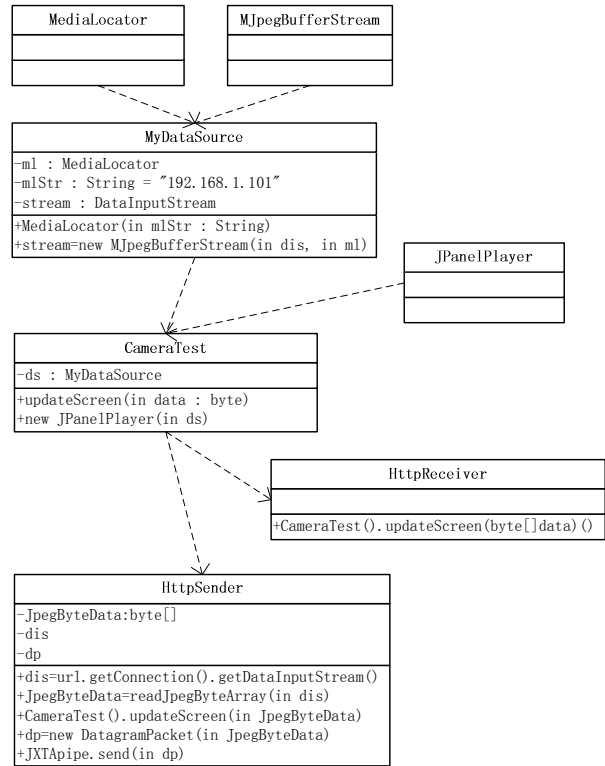 MediaLocator
MJpegBufferStream
MyDataSource
-ml : MediaLocator
-mlStr : String = "192.168.1.101"
-stream : DataInputStream
+MediaLocator(in mlStr : String)
+stream=new MJpegBufferStream(in dis, in ml)
JPanelPlayer
CameraTest
-ds : MyDataSource
+updateScreen(in data : byte)
+new JPanelPlayer(in ds)
HttpReceiver
+CameraTest().updateScreen(byte[]data)()
HttpSender
-JpegByteData:byte[]
-dis
-dp
+dis=url.getConnection().getDataInputStream()
+JpegByteData=readJpegByteArray(in dis)
+CameraTest().updateScreen(in JpegByteData)
+dp=new DatagramPacket(in JpegByteData)
+JXTApipe.send(in dp)